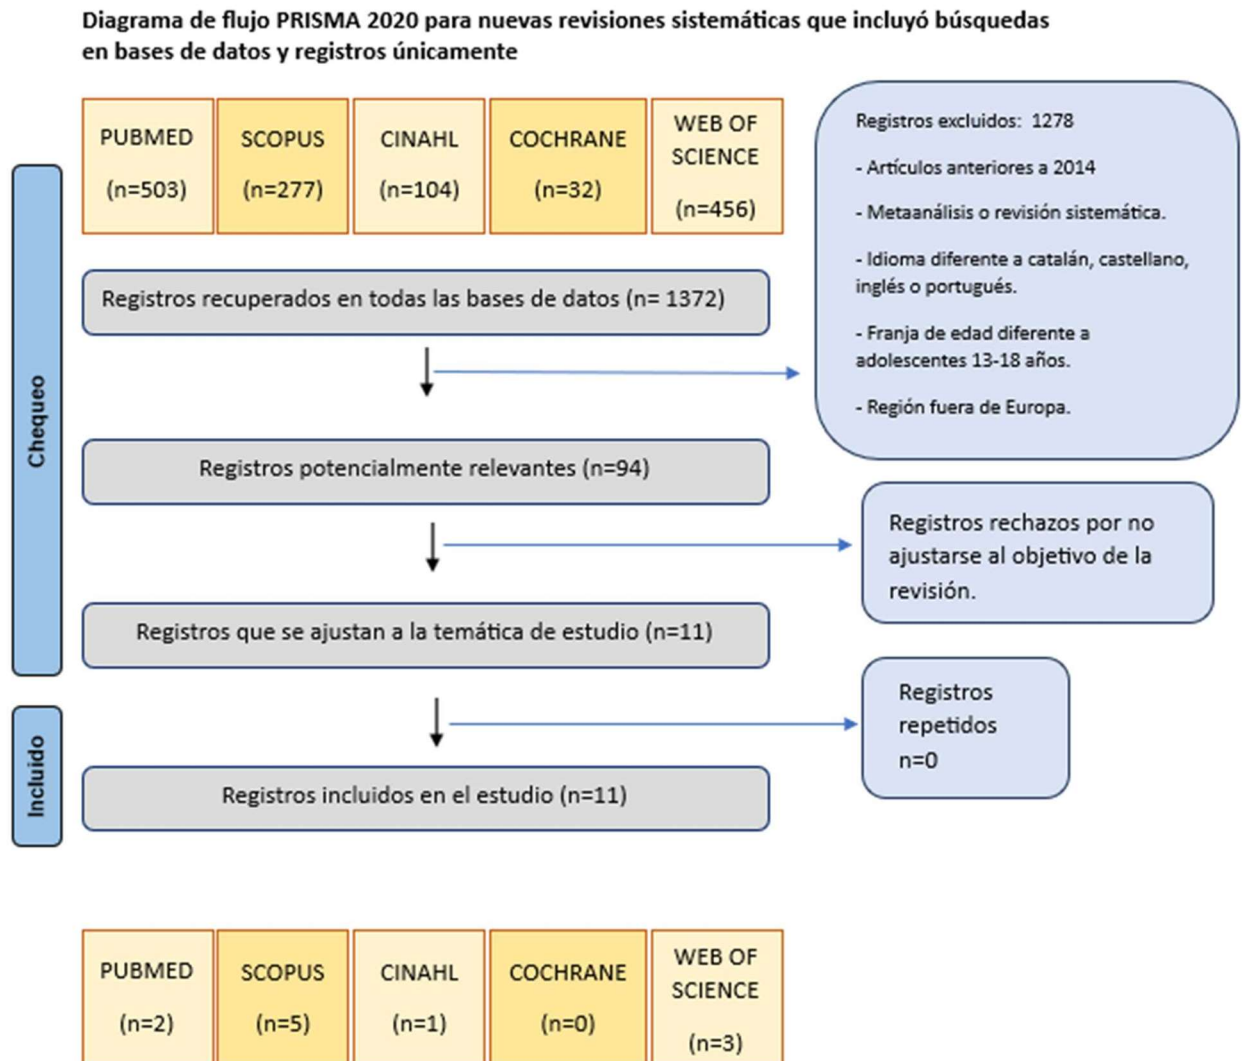 Diagrama de flujo PRISMA 2020 para nuevas revisiones sistemáticas que incluyó búsquedas
en bases de datos y registros únicamente
PUBMED
(n=503)
SCOPUS
(n=277)
CINAHL
(n=104)
COCHRANE
(n=32)
WEB OF
SCIENCE
(n=456)
Registros excluidos: 1278
- Artículos anteriores a 2014
- Metaanálisis o revisión sistemática.
- Idioma diferente a catalán, castellano,
inglés o portugués.
- Franja de edad diferente a
adolescentes 13-18 años.
- Región fuera de Europa.
Chequeo
Registros recuperados en todas las bases de datos (n= 1372)
Registros potencialmente relevantes (n=94)
Registros rechazos por no
ajustarse al objetivo de la
revisión.
Registros que se ajustan a la temática de estudio (n=11)
Registros
repetidos
n=0
Incluido
Registros incluidos en el estudio (n=11)
PUBMED
(n=2)
SCOPUS
(n=5)
CINAHL
(n=1)
COCHRANE
(n=0)
WEB OF
SCIENCE
(n=3)